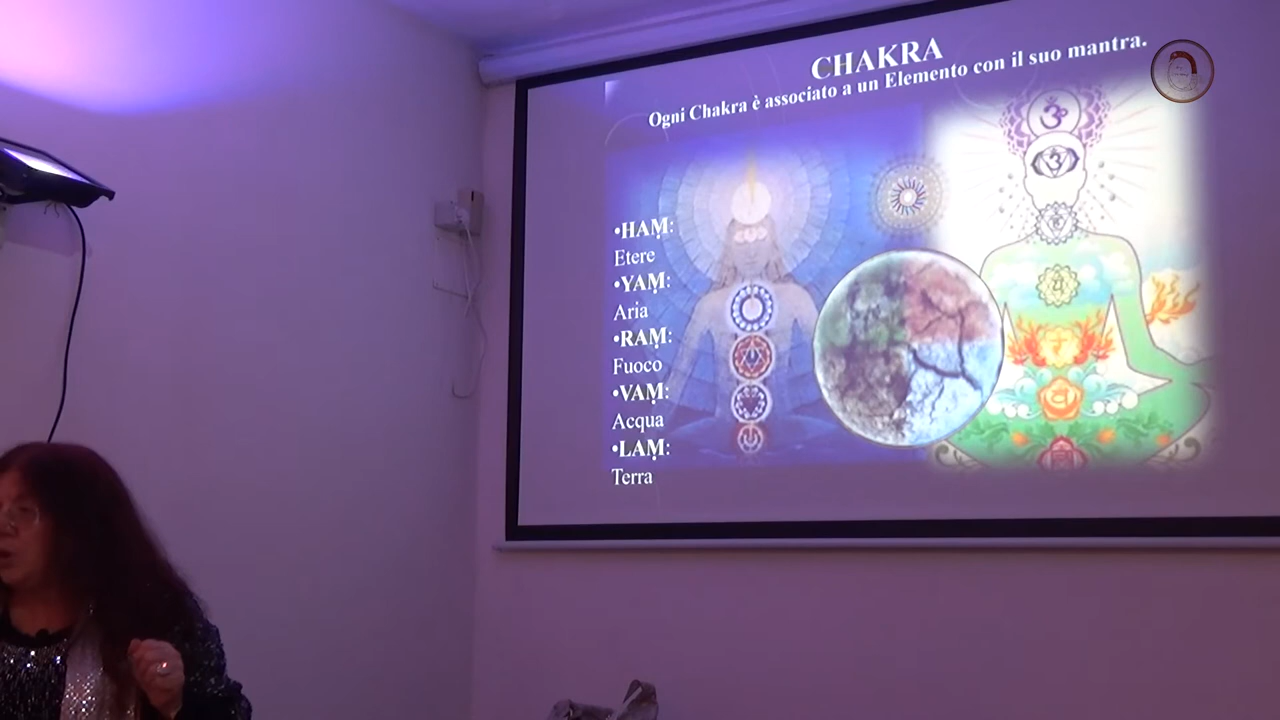 CHAKRA
Ogni Chakra è associato a un Elemento con il suo mantra.
•HAṂ:
Etere
•YAṂ:
Aria
•RAṂ:
Fuoco
•VAṂ:
Acqua
•LAṂ:
Terra
ॐ